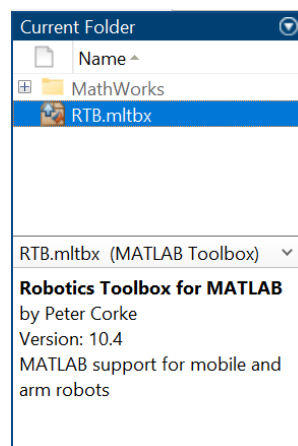 Current Folder
Name
MathWorks
RTB.mltbx
RTB.mltbx (MATLAB Toolbox)
Robotics Toolbox for MATLAB
by Peter Corke
Version: 10.4
MATLAB support for mobile and
arm robots